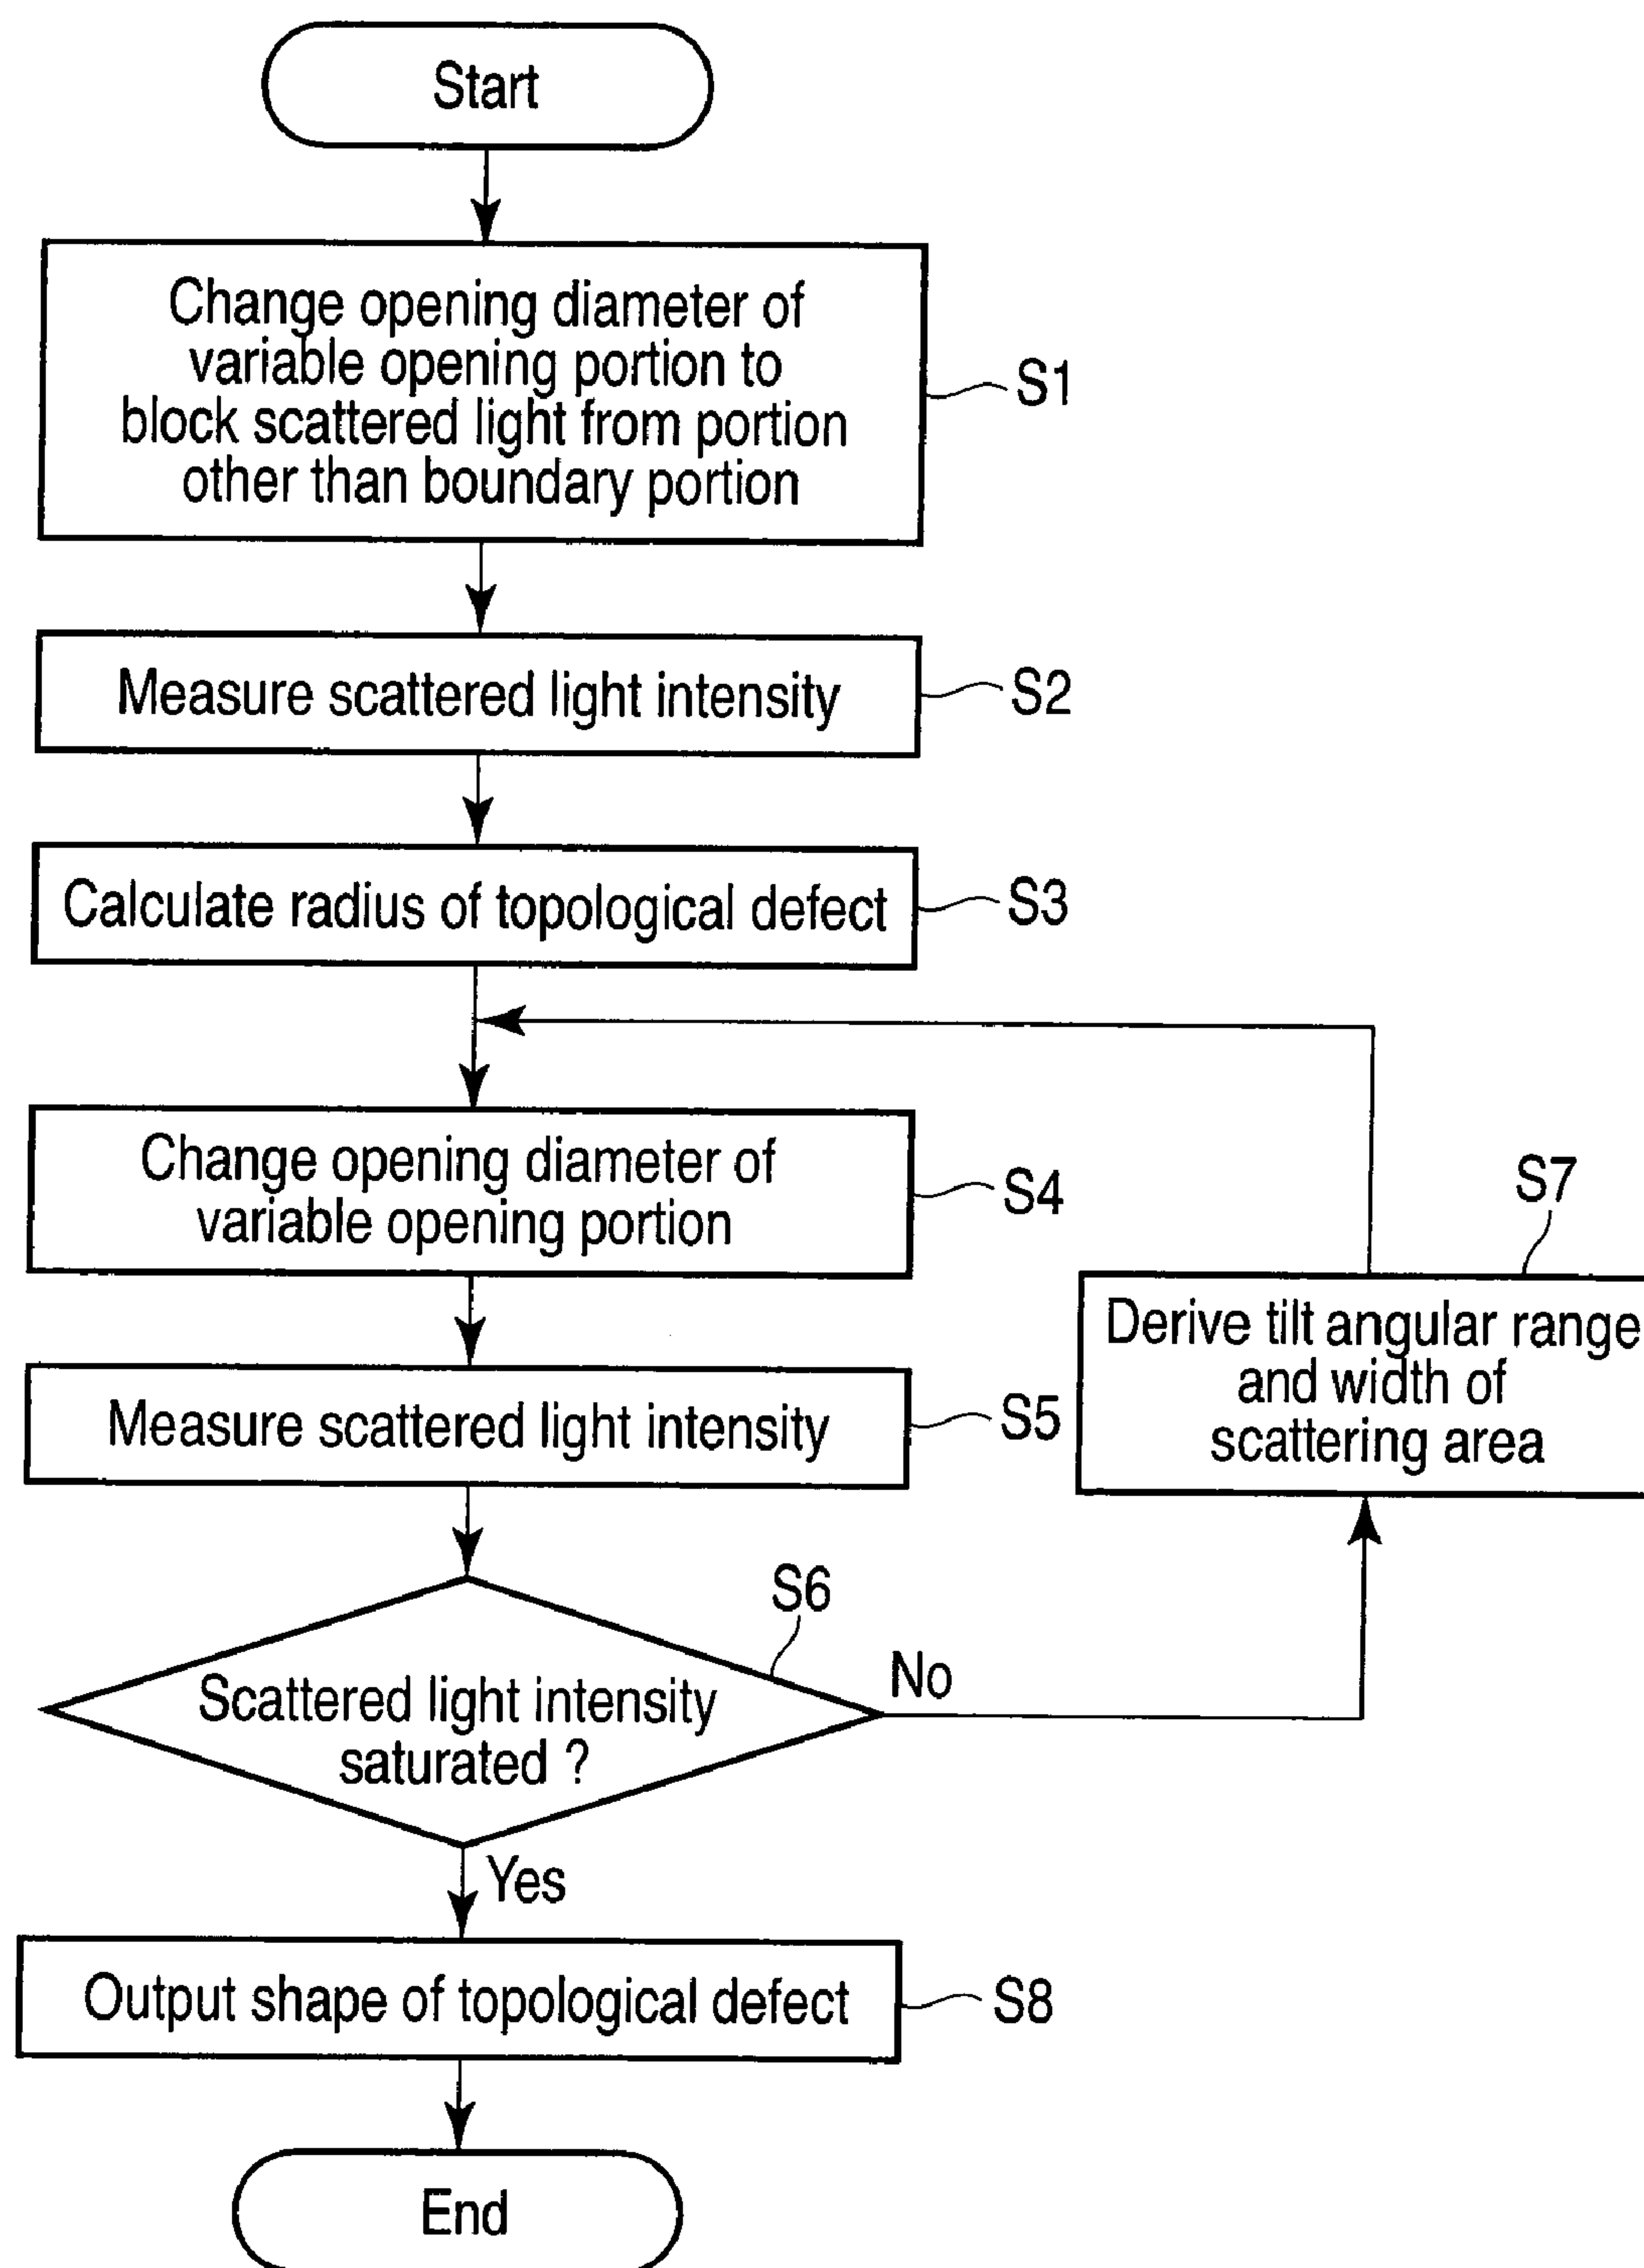 Start
Change opening diameter of
variable opening portion to
block scattered light from portion
other than boundary portion
S1
Measure scattered light intensity
S2
Calculate radius of topological defect
S3
Change opening diameter of
variable opening portion
S4
S7
Derive tilt angular range
and width of
scattering area
Measure scattered light intensity
S5
S6
Scattered light intensity
saturated ?
No
Yes
Output shape of topological defect
S8
End